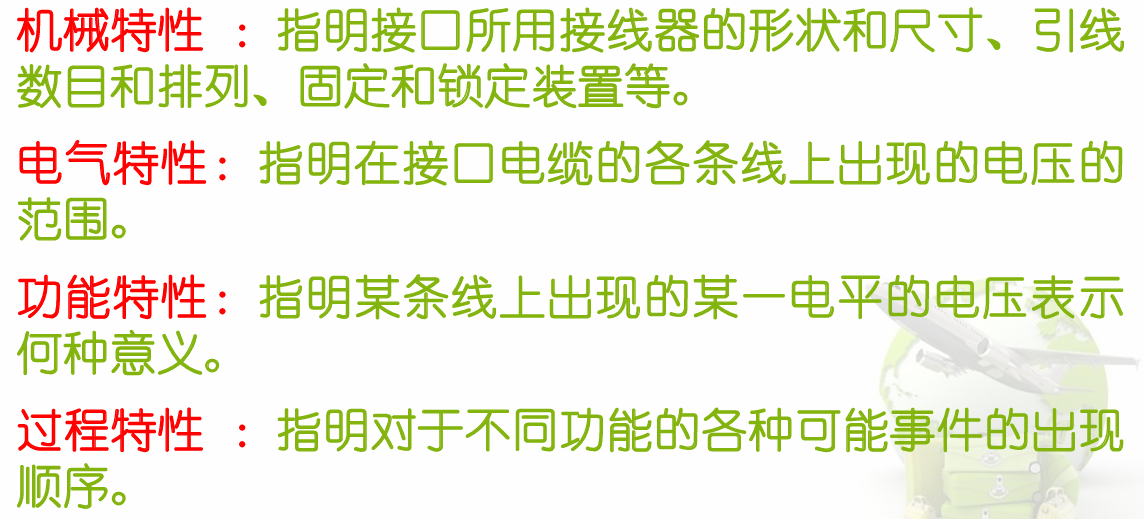 机械特性 ：指明接口所用接线器的形状和尺寸、引线
数目和排列、固定和锁定装置等。
电气特性：指明在接口电缆的各条线上出现的电压的
范围。
功能特性：指明某条线上出现的某一电平的电压表示
何种意义。
过程特性 ：指明对于不同功能的各种可能事件的出现
顺序。